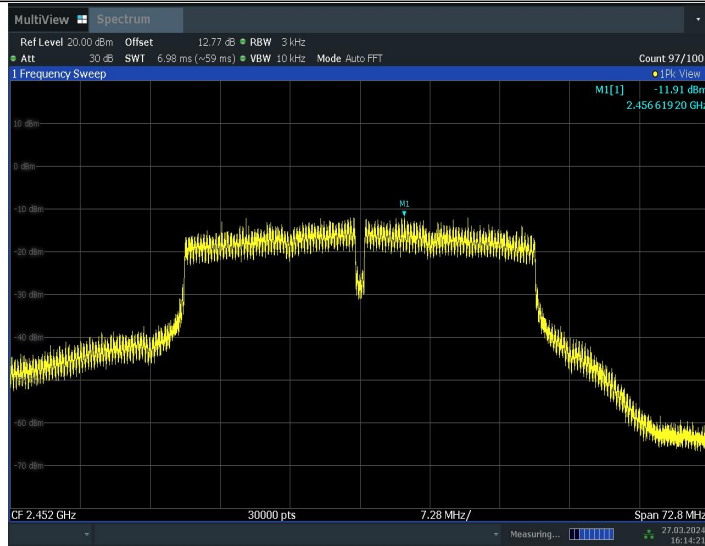 MultiView Spectrum
Ref Level 20.00 dBm Offset 12.77 dB RBW 3 kHz
Att 30 dB SWT 6.98 ms (~59 ms) VBW 10 kHz Mode Auto FFT Count 97/100
1 Frequency Sweep 1Pk View
M1[1] -11.91 dBm
2.456 619 20 GHz
10 dBm
0 dBm
-10 dBm
M1
-20 dBm
-30 dBm
-40 dBm
-60 dBm
-70 dBm
CF 2.452 GHz 30000 pts 7.28 MHz/ Span 72.8 MHz
Measuring... 27.03.2024
16:14:21